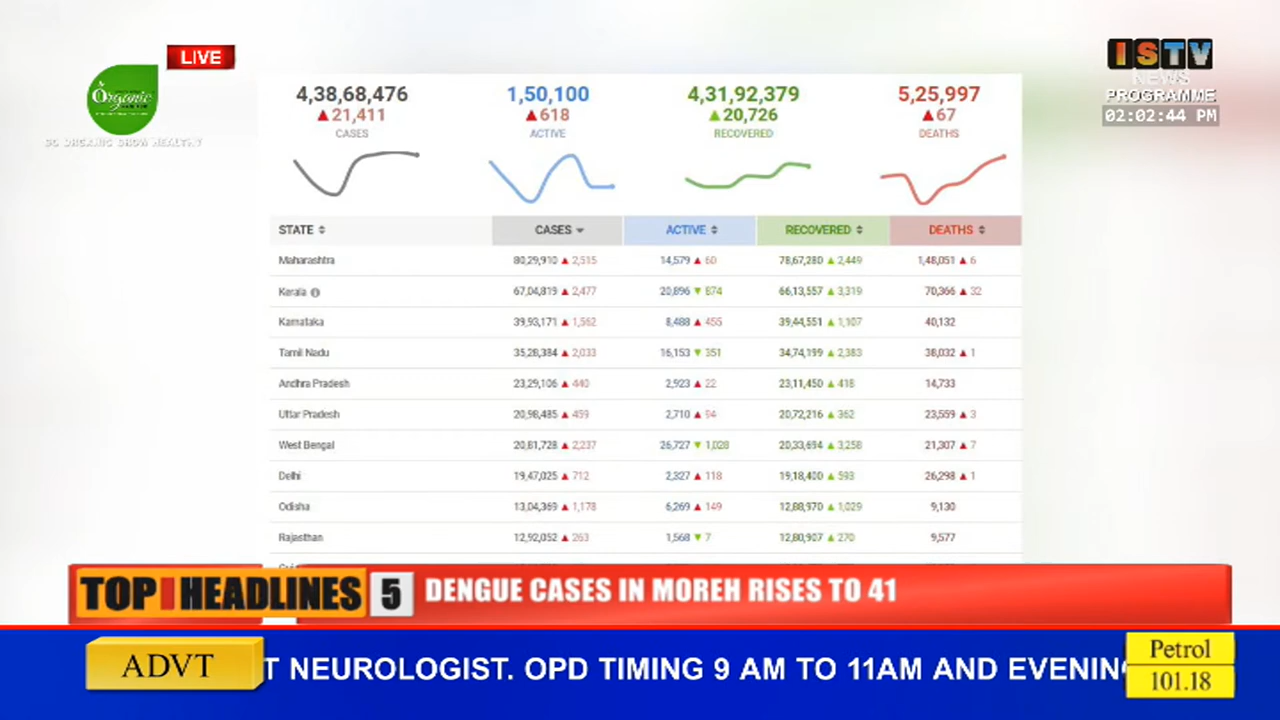 LIVE
Organic
SC ORGANIC GROW HEALTHY
ISTV
NEWS
PROGRAMME
02:02:44 PM
4,38,68,476 1,50,100 4,31,92,379 5,25,997
▲21,411 ▲618 ▲20,726 ▲67
CASES ACTIVE RECOVERED DEATHS
STATE CASES ACTIVE RECOVERED DEATHS
Maharashtra 80,29,910 ▲ 2,515 14,579 ▲ 60 78,67,280 ▲ 2,449 1,48,051 ▲ 6
Kerala 67,04,819 ▲ 2,477 20,896 ▼ 874 66,13,557 ▲ 3,319 70,366 ▲ 32
Karnataka 39,93,171 ▲ 1,562 8,488 ▲ 455 39,44,551 ▲ 1,107 40,132
Tamil Nadu 35,28,384 ▲ 2,033 16,153 ▼ 351 34,74,199 ▲ 2,383 38,032 ▲ 1
Andhra Pradesh 23,29,106 ▲ 440 2,923 ▲ 22 23,11,450 ▲ 418 14,733
Uttar Pradesh 20,98,485 ▲ 459 2,710 ▲ 94 20,72,216 ▲ 362 23,559 ▲ 3
West Bengal 20,81,728 ▲ 2,237 26,727 ▼ 1,028 20,33,694 ▲ 3,258 21,307 ▲ 7
Delhi 19,47,025 ▲ 712 2,327 ▲ 118 19,18,400 ▲ 593 26,298 ▲ 1
Odisha 13,04,369 ▲ 1,178 6,269 ▲ 149 12,88,970 ▲ 1,029 9,130
Rajasthan 12,92,052 ▲ 263 1,568 ▼ 7 12,80,907 ▲ 270 9,577
TOP HEADLINES 5 DENGUE CASES IN MOREH RISES TO 41
ADVT T NEUROLOGIST. OPD TIMING 9 AM TO 11AM AND EVENING
Petrol
101.18